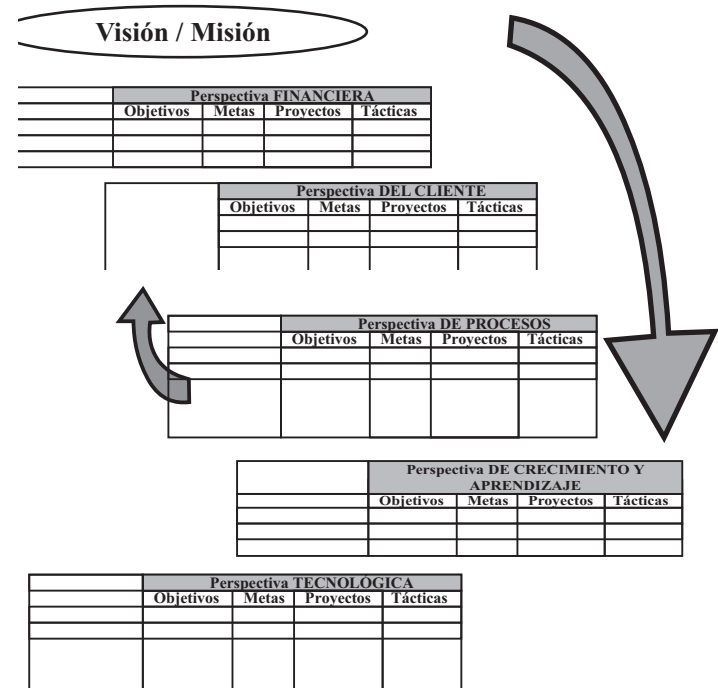 Visión / Misión
Perspectiva FINANCIERA
Objetivos Metas Proyectos Tácticas
Perspectiva DEL CLIENTE
Objetivos Metas Proyectos Tácticas
Perspectiva DE PROCESOS
Objetivos Metas Proyectos Tácticas
Perspectiva DE CRECIMIENTO Y
APRENDIZAJE
Objetivos Metas Proyectos Tácticas
Perspectiva TECNOLÓGICA
Objetivos Metas Proyectos Tácticas